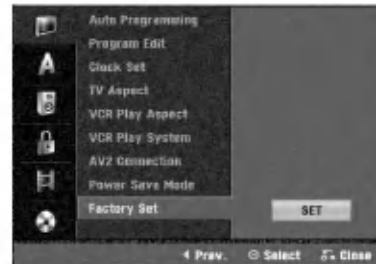 Auto Programming
Program Edit
Clock Set
TV Aspect
VCR Play Aspect
VCR Play System
AV2 Connection
Power Save Mode
Factory Set
SET
Prev. Select Close